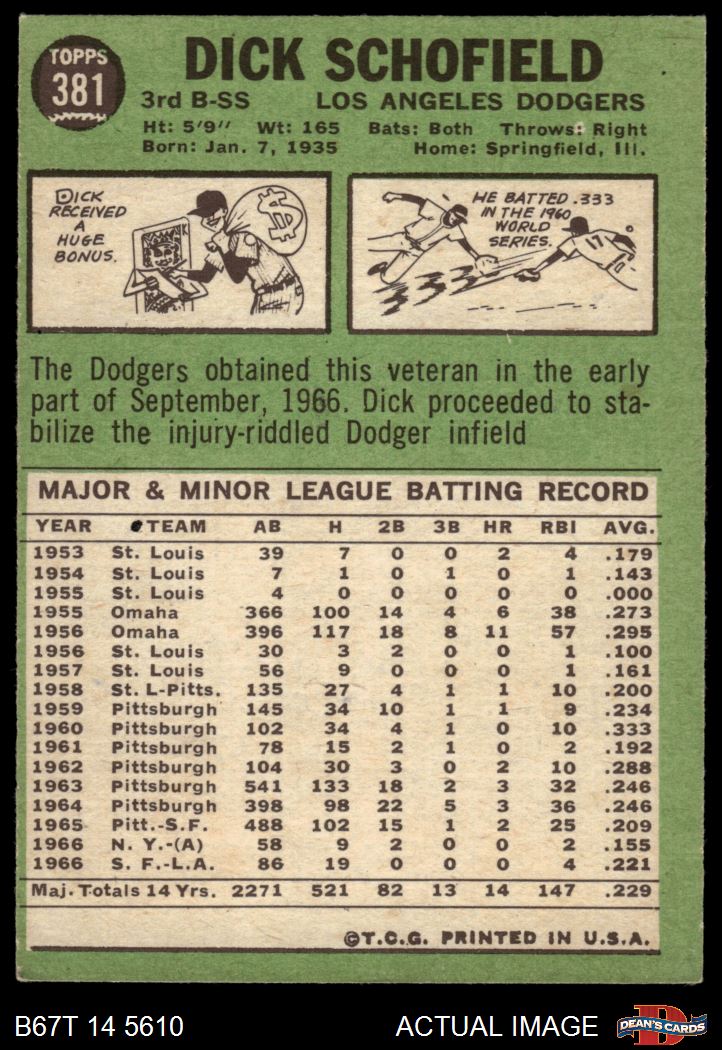 TOPPS
381
DICK SCHOFIELD
3rd B-SS LOS ANGELES DODGERS
Ht: 5'9" Wt: 165 Bats: Both Throws: Right
Born: Jan. 7, 1935 Home: Springfield, Ill.
DICK
RECEIVED
A
HUGE
BONUS.
K
$
HE BATTED .333
IN THE 1960
WORLD
SERIES.
17
The Dodgers obtained this veteran in the early
part of September, 1966. Dick proceeded to sta-
bilize the injury-riddled Dodger infield
MAJOR & MINOR LEAGUE BATTING RECORD
YEAR TEAM AB H 2B 3B HR RBI AVG.
1953 St. Louis 39 7 0 0 2 4 .179
1954 St. Louis 7 1 0 1 0 1 .143
1955 St. Louis 4 0 0 0 0 0 .000
1955 Omaha 366 100 14 4 6 38 .273
1956 Omaha 396 117 18 8 11 57 .295
1956 St. Louis 30 3 2 0 0 1 .100
1957 St. Louis 56 9 0 0 0 1 .161
1958 St. L-Pitts. 135 27 4 1 1 10 .200
1959 Pittsburgh 145 34 10 1 1 9 .234
1960 Pittsburgh 102 34 4 1 0 10 .333
1961 Pittsburgh 78 15 2 1 0 2 .192
1962 Pittsburgh 104 30 3 0 2 10 .288
1963 Pittsburgh 541 133 18 2 3 32 .246
1964 Pittsburgh 398 98 22 5 3 36 .246
1965 Pitt.-S.F. 488 102 15 1 2 25 .209
1966 N. Y.-(A) 58 9 2 0 0 2 .155
1966 S. F.-L.A. 86 19 0 0 0 4 .221
Maj. Totals 14 Yrs. 2271 521 82 13 14 147 .229
©T.C.G. PRINTED IN U.S.A.
B67T 14 5610 ACTUAL IMAGE
D
DEAN'S CARDS